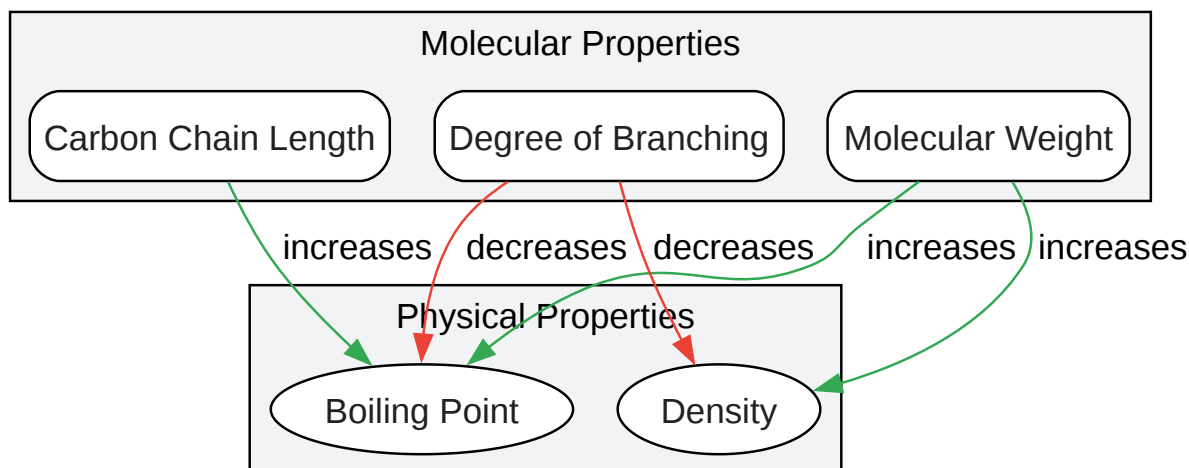 Molecular Properties
Carbon Chain Length
Degree of Branching
Molecular Weight
increases
decreases
decreases
increases
increases
Physical Properties
Boiling Point
Density